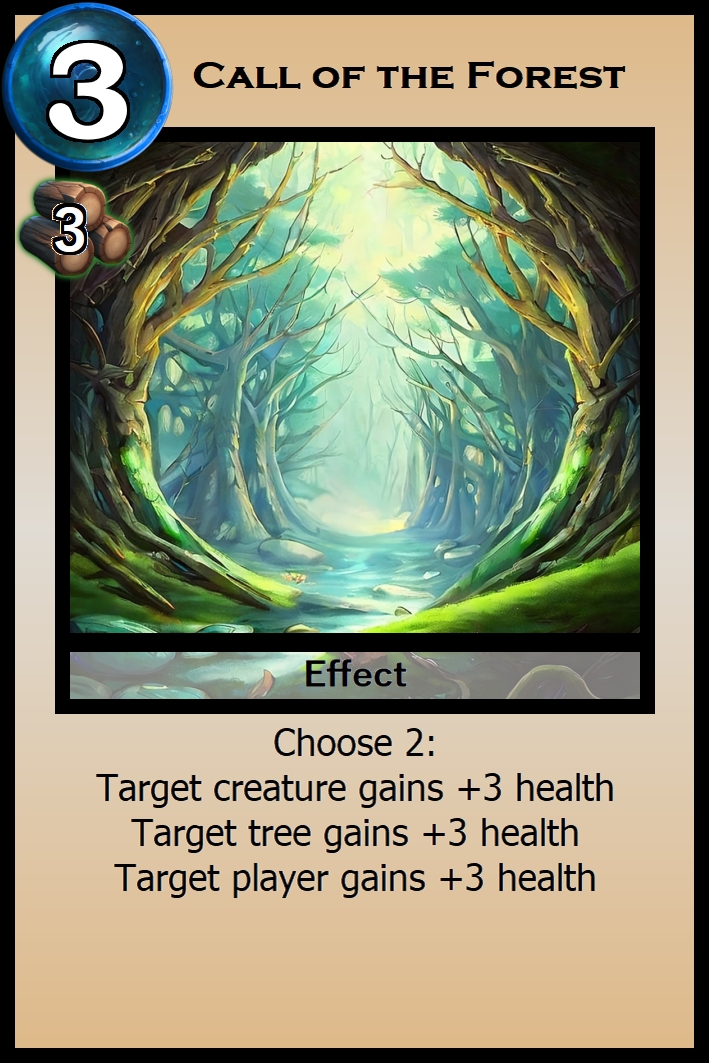 3
Call of the Forest
3
Effect
Choose 2:
Target creature gains +3 health
Target tree gains +3 health
Target player gains +3 health